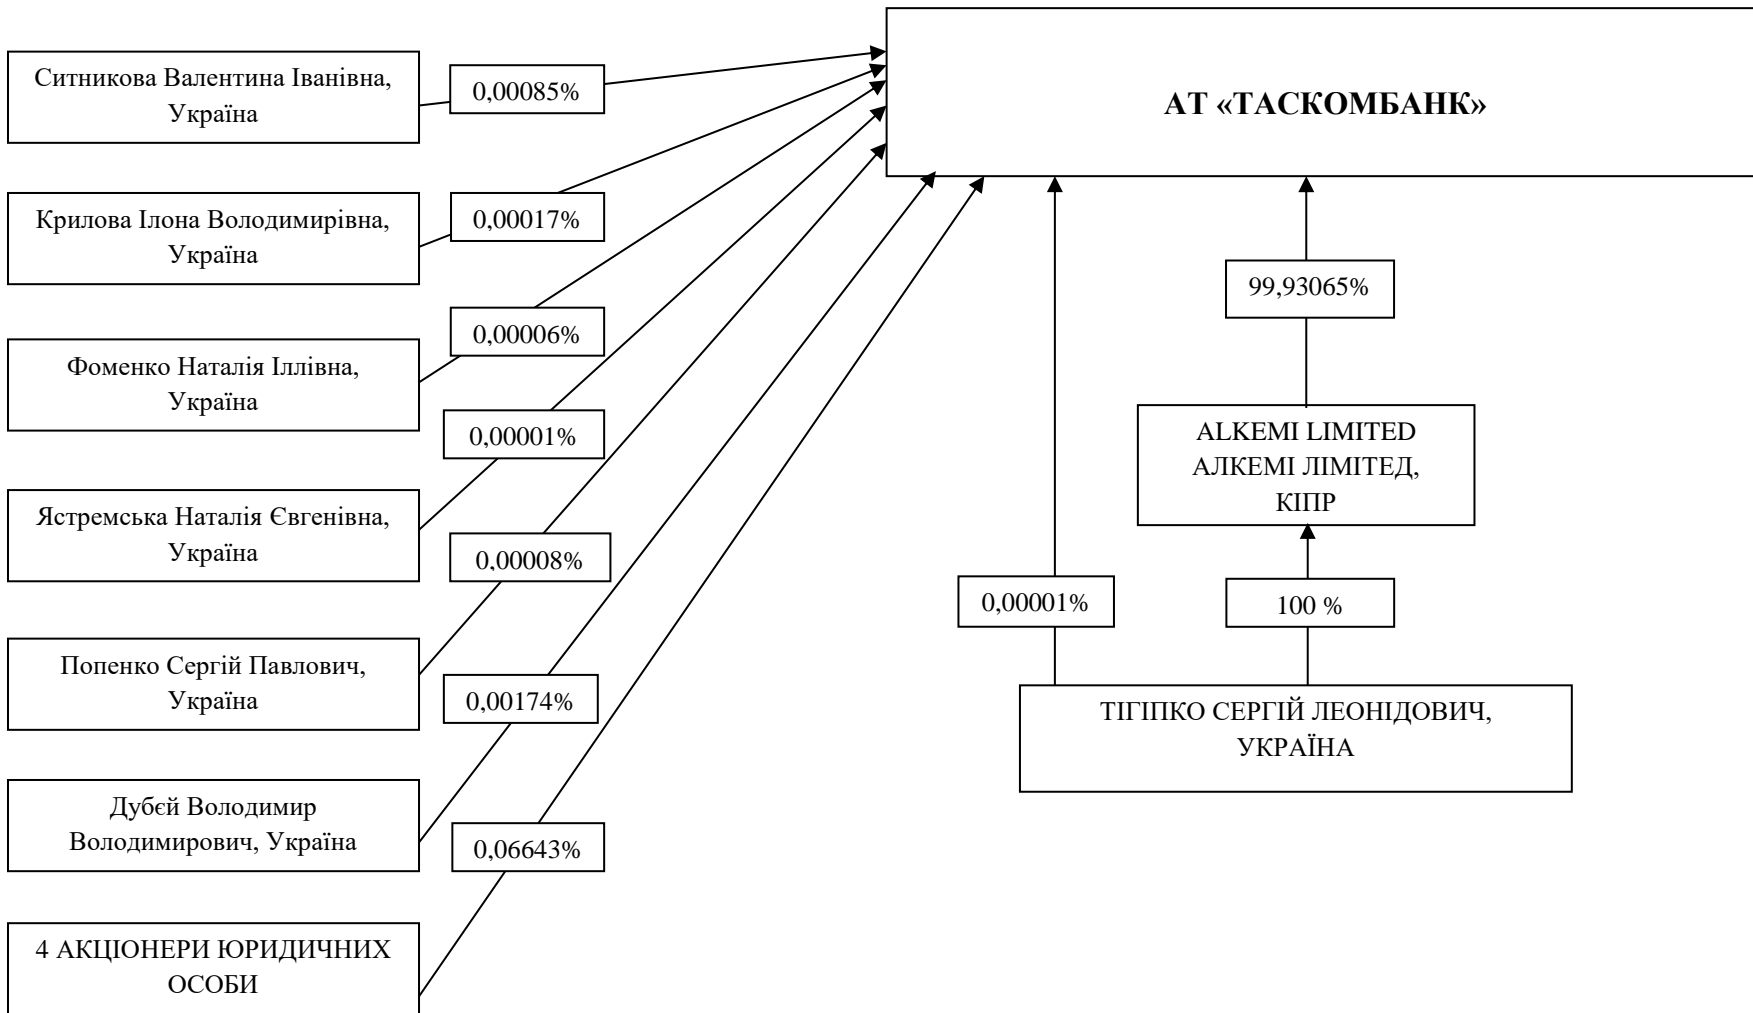 АТ «ТАСКОМБАНК»
Ситникова Валентина Іванівна,
Україна
0,00085%
Крилова Ілона Володимирівна,
Україна
0,00017%
99,93065%
Фоменко Наталія Іллівна,
Україна
0,00006%
0,00001%
ALKEMI LIMITED
АЛКЕМІ ЛІМІТЕД,
КІПР
Ястремська Наталія Євгенівна,
Україна
0,00008%
0,00001%
100 %
Попенко Сергій Павлович,
Україна
0,00174%
ТІГІПКО СЕРГІЙ ЛЕОНІДОВИЧ,
УКРАЇНА
Дубєй Володимир
Володимирович, Україна
0,06643%
4 АКЦІОНЕРИ ЮРИДИЧНИХ
ОСОБИ